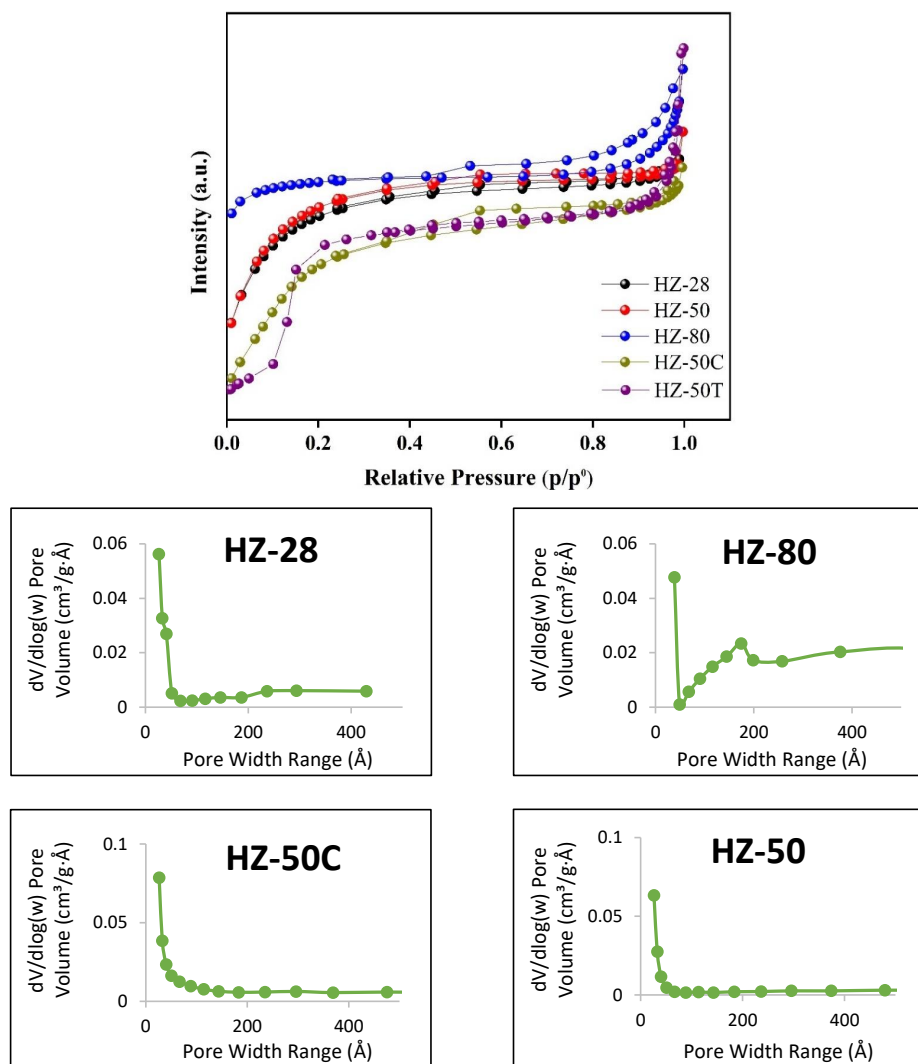 Intensity (a.u.)
HZ-28
HZ-50
HZ-80
HZ-50C
HZ-50T
0.0 0.2 0.4 0.6 0.8 1.0
Relative Pressure (p/p⁰)
HZ-28
dV/dlog(w) Pore
Volume (cm³/g·Å)
0.06
0.04
0.02
0
0 200 400
Pore Width Range (Å)
HZ-80
dV/dlog(w) Pore
Volume (cm³/g·Å)
0.06
0.04
0.02
0
0 200 400
Pore Width Range (Å)
HZ-50C
dV/dlog(w) Pore
Volume (cm³/g·Å)
0.1
0.05
0
0 200 400
Pore Width Range (Å)
HZ-50
dV/dlog(w) Pore
Volume (cm³/g·Å)
0.1
0.05
0
0 200 400
Pore Width Range (Å)